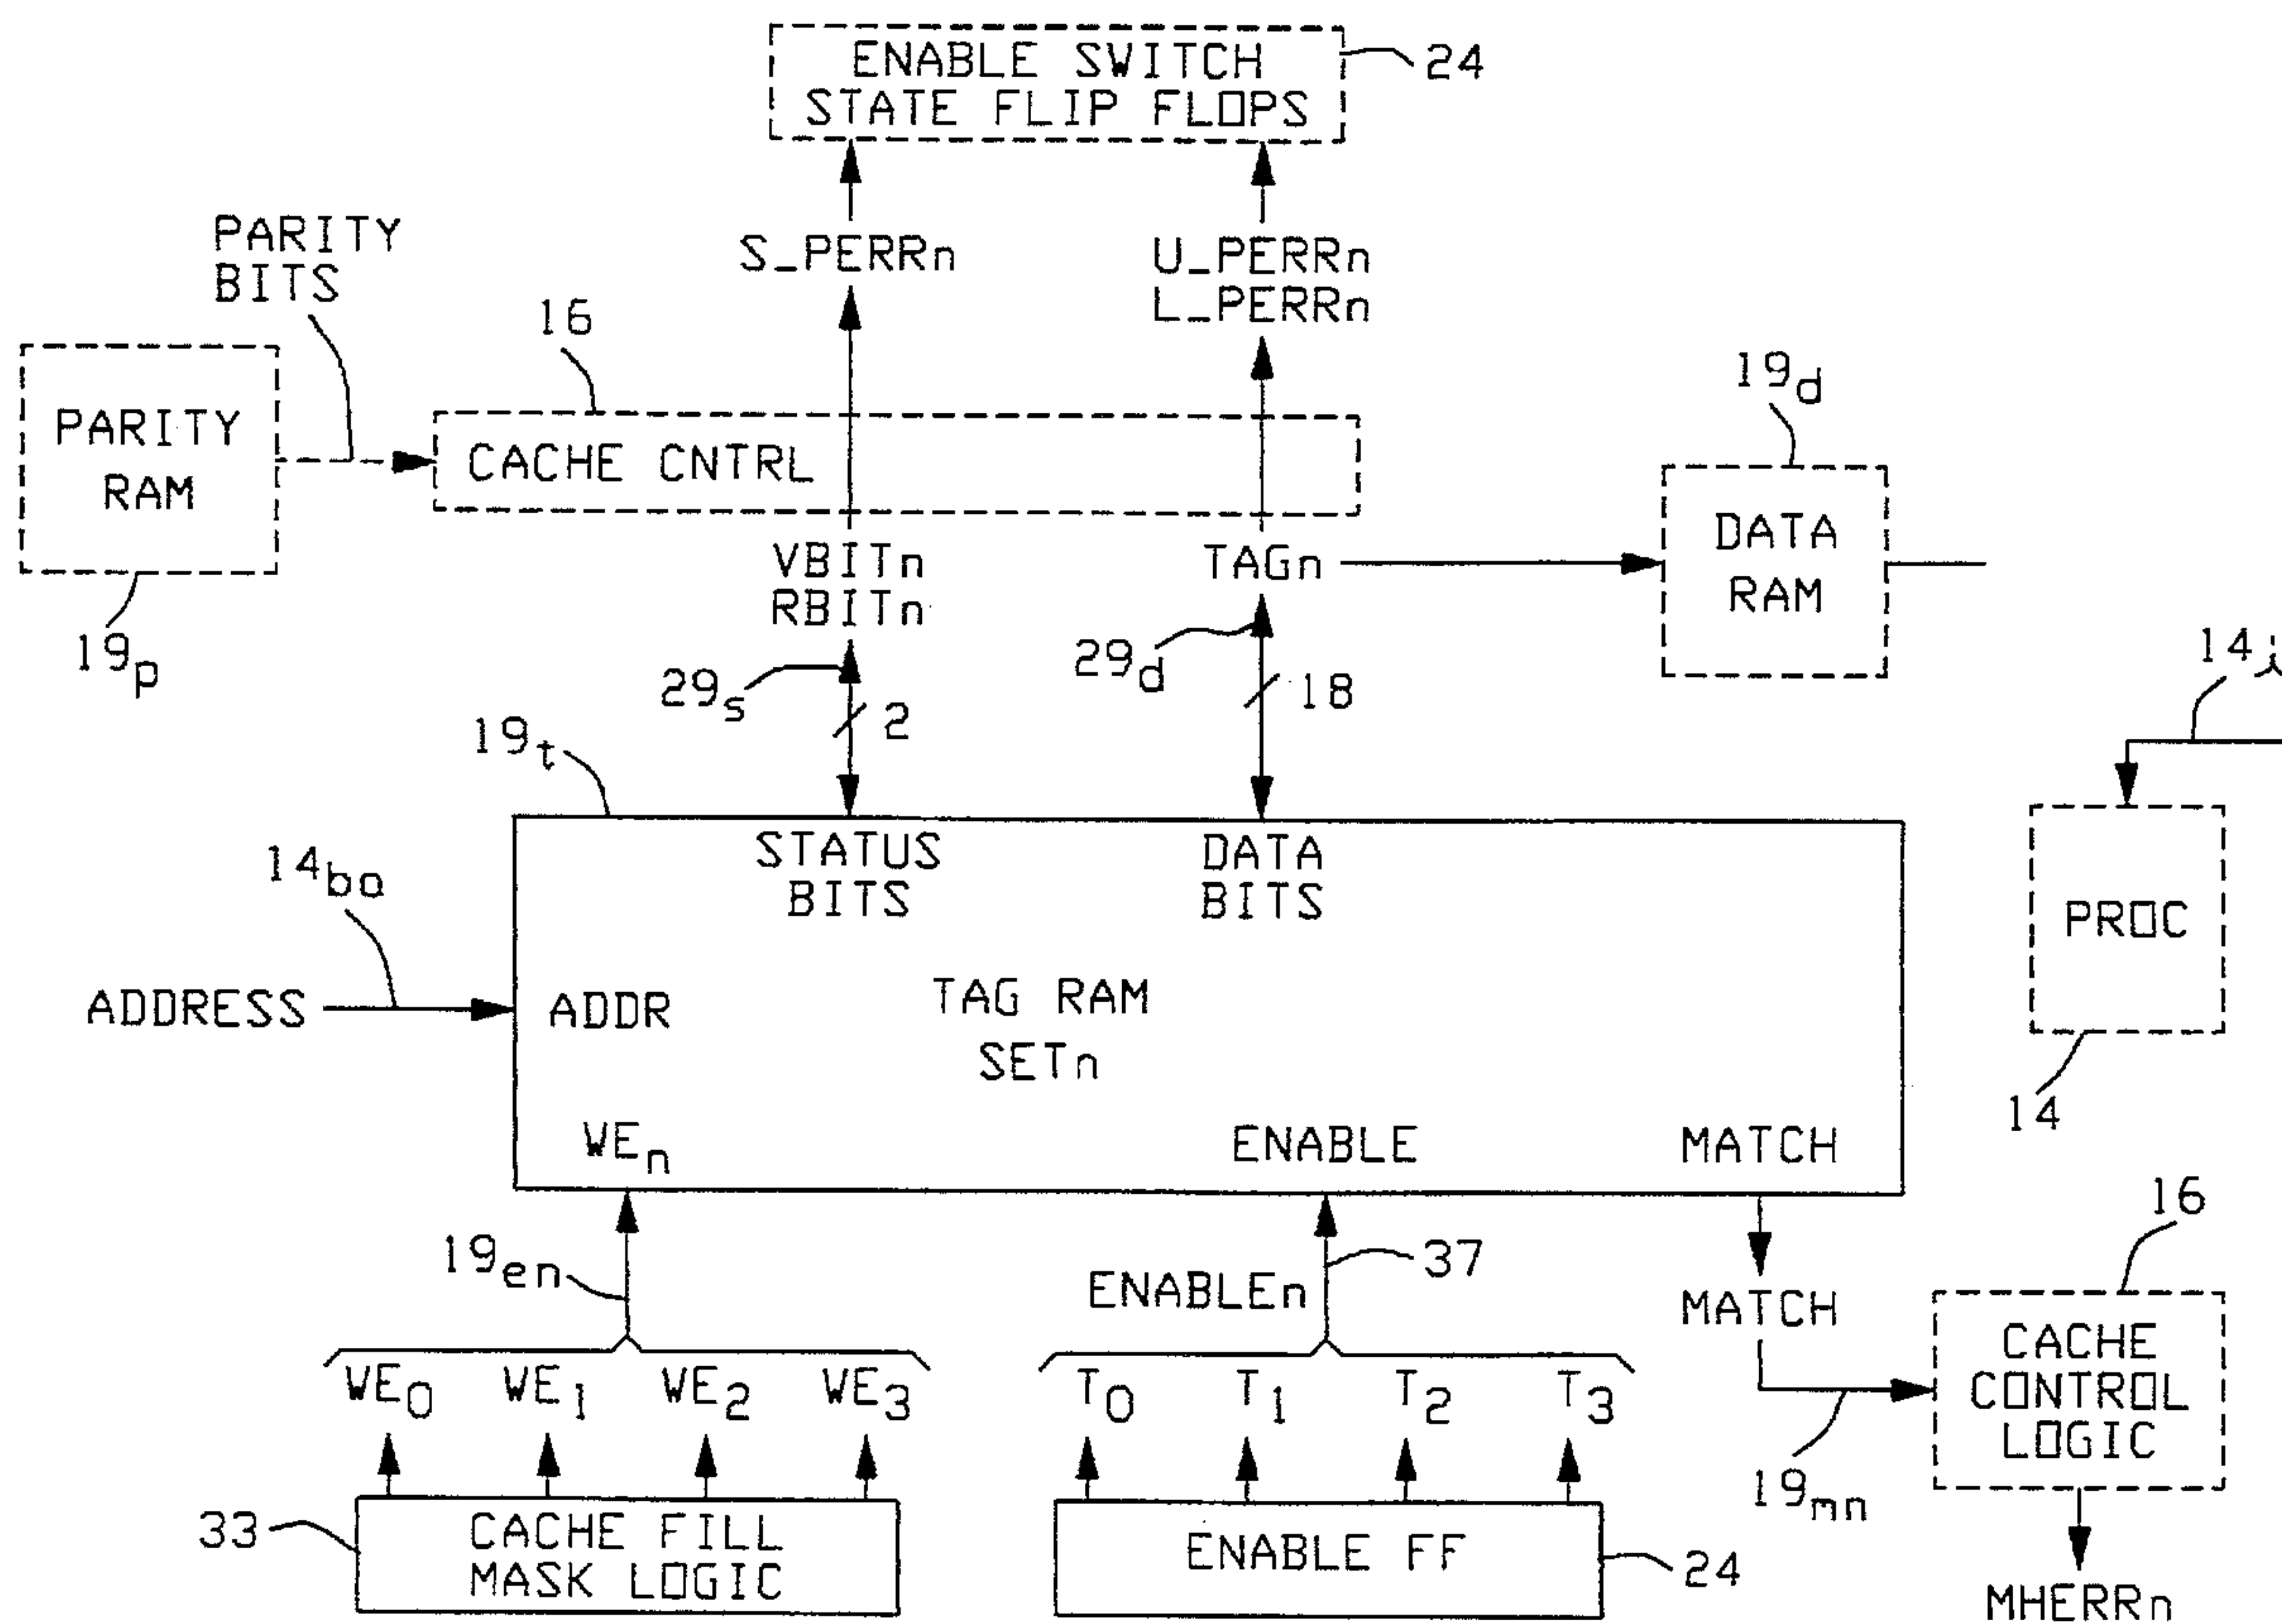 ENABLE SWITCH
STATE FLIP FLOPS
24
PARITY
BITS
S_PERRn
U_PERRn
L_PERRn
16
19d
PARITY
RAM
CACHE CNTRL
DATA
RAM
VBITn
RBITn
TAGn
19p
29s
2
29d
18
14i
19t
STATUS
BITS
DATA
BITS
14ba
PROC
ADDRESS
ADDR
TAG RAM
SETn
14
WEn
ENABLE
MATCH
19en
ENABLEn
37
MATCH
16
WE0 WE1 WE2 WE3
T0 T1 T2 T3
CACHE
CONTROL
LOGIC
19mn
33
CACHE FILL
MASK LOGIC
ENABLE FF
24
MHERRn